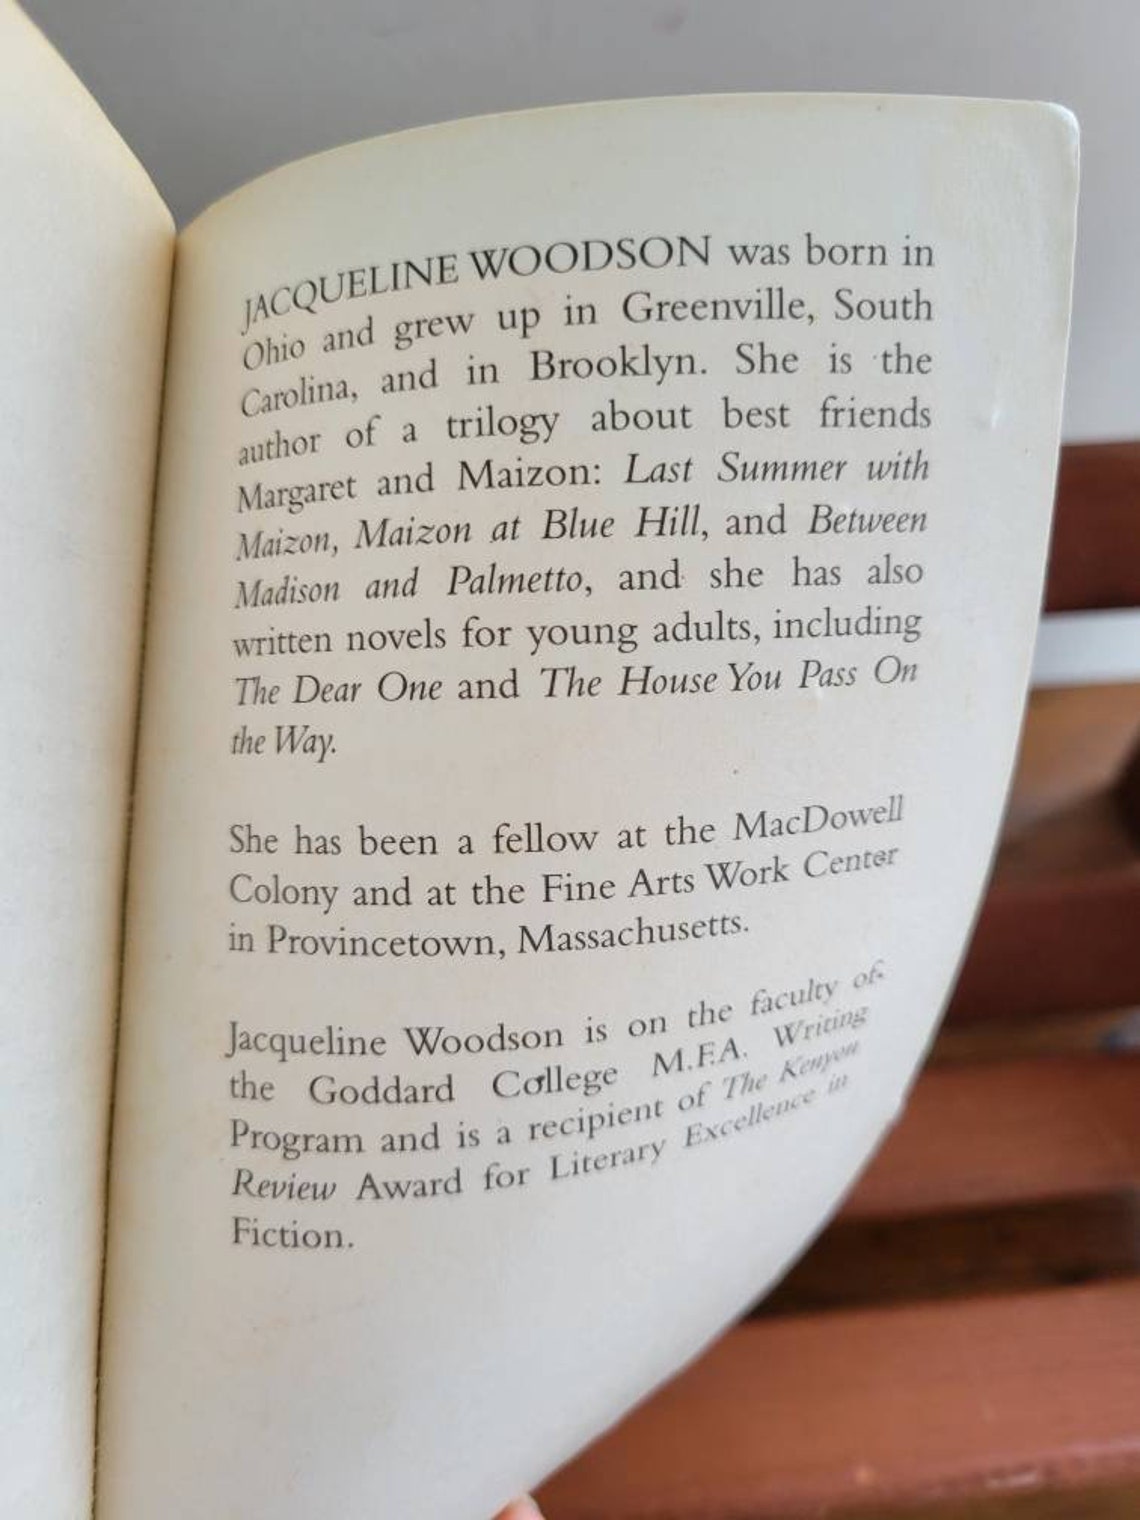 JACQUELINE WOODSON was born in
Ohio and grew up in Greenville, South
Carolina, and in Brooklyn. She is the
author of a trilogy about best friends
Margaret and Maizon: Last Summer with
Maizon, Maizon at Blue Hill, and Between
Madison and Palmetto, and she has also
written novels for young adults, including
The Dear One and The House You Pass On
the Way.
She has been a fellow at the MacDowell
Colony and at the Fine Arts Work Center
in Provincetown, Massachusetts.
Jacqueline Woodson is on the faculty of
the Goddard College M.F.A. Writing
Program and is a recipient of The Kenyon
Review Award for Literary Excellence in
Fiction.